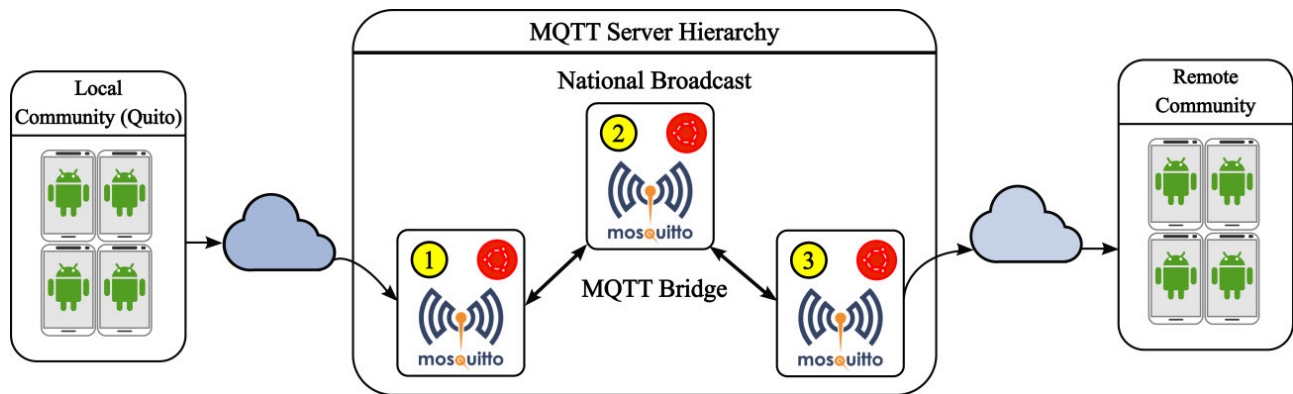 MQTT Server Hierarchy
Local
Community (Quito)
National Broadcast
Remote
Community
2
mosquitto
1
mosquitto
MQTT Bridge
3
mosquitto